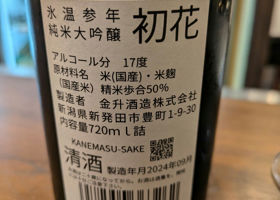 氷温参年
純米大吟醸 初花
アルコール分 17度
原材料名 米(国産)・米麹
(国産米) 精米歩合50%
製造者 金升酒造株式会社
新潟県新発田市豊町1-9-30
内容量720mℓ詰
KANEMASU-SAKE
清酒 製造年月2024年09月